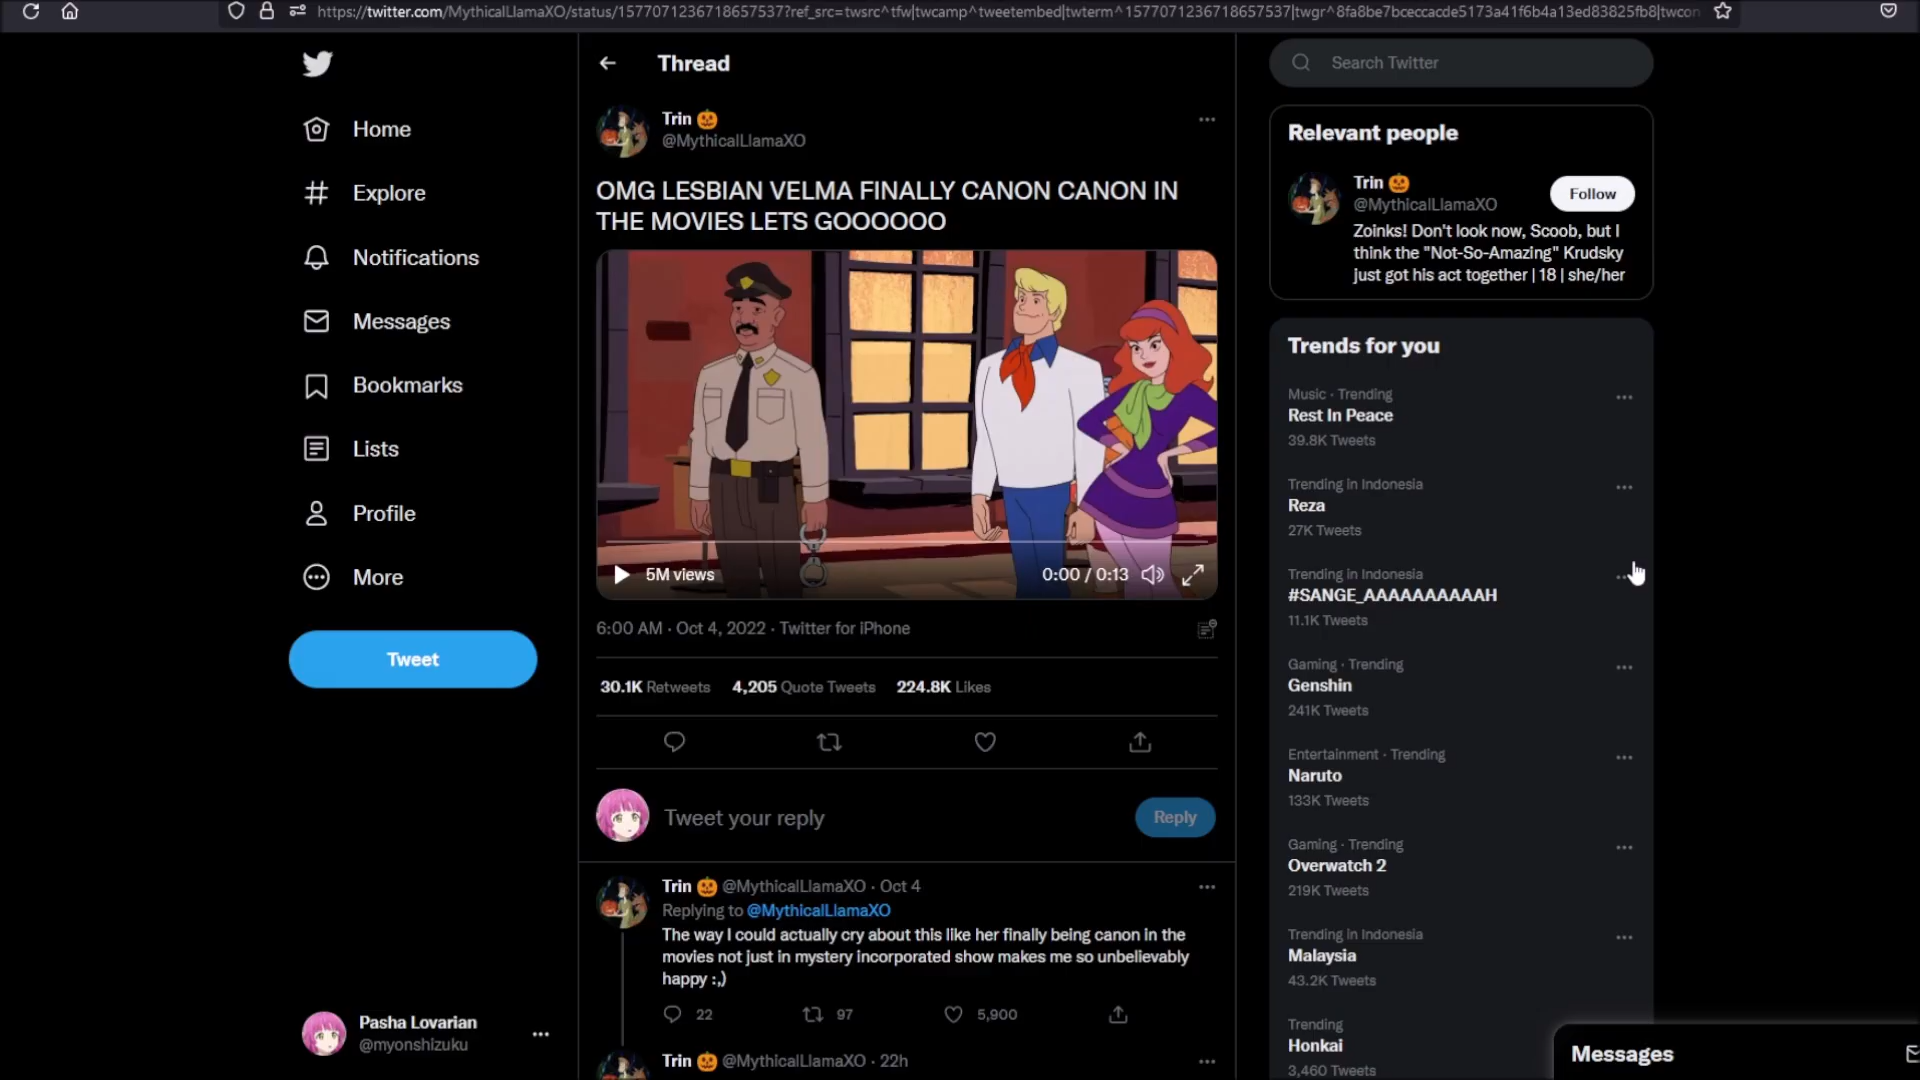 https://twitter.com/MythicalLlamaXO/status/1577071236718657537?ref_src=twsrc^tfw|twcamp^tweetembed|twterm^1577071236718657537|twgr^8fa8be7bceccacde5173a41f6b4a13ed83825fb8|twcon
Home
Explore
Notifications
Messages
Bookmarks
Lists
Profile
More
Tweet
Pasha Lovarian
@myonshizuku
Thread
Trin 🎃
@MythicalLlamaXO
OMG LESBIAN VELMA FINALLY CANON CANON IN
THE MOVIES LETS GOOOOOO
5M views
0:00 / 0:13
6:00 AM · Oct 4, 2022 · Twitter for iPhone
30.1K Retweets 4,205 Quote Tweets 224.8K Likes
Tweet your reply
Reply
Trin 🎃 @MythicalLlamaXO · Oct 4
Replying to @MythicalLlamaXO
The way I could actually cry about this like her finally being canon in the
movies not just in mystery incorporated show makes me so unbelievably
happy :,)
22 97 5,900
Trin 🎃 @MythicalLlamaXO · 22h
Search Twitter
Relevant people
Trin 🎃
@MythicalLlamaXO
Follow
Zoinks! Don't look now, Scoob, but I
think the "Not-So-Amazing" Krudsky
just got his act together | 18 | she/her
Trends for you
Music · Trending
Rest In Peace
39.8K Tweets
Trending in Indonesia
Reza
27K Tweets
Trending in Indonesia
#SANGE_AAAAAAAAAAH
11.1K Tweets
Gaming · Trending
Genshin
241K Tweets
Entertainment · Trending
Naruto
133K Tweets
Gaming · Trending
Overwatch 2
219K Tweets
Trending in Indonesia
Malaysia
43.2K Tweets
Trending
Honkai
3,460 Tweets
Messages